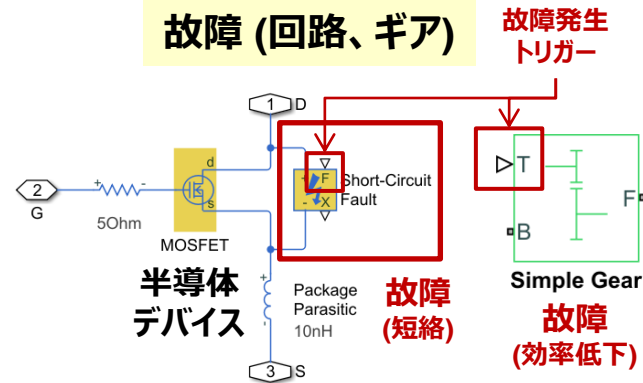 故障 (回路、ギア)
故障発生
トリガー
1 D
d
+ F
Short-Circuit
Fault
- X
T
F
B
2
G
+ -
5Ohm
s
MOSFET
半導体
デバイス
+
-
Package
Parasitic
10nH
故障
(短絡)
Simple Gear
故障
(効率低下)
3 S